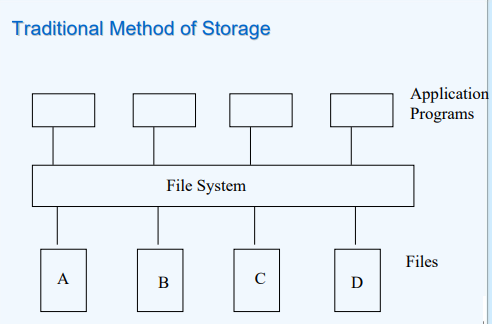 Traditional Method of Storage
Application
Programs
File System
Files
A
B
C
D